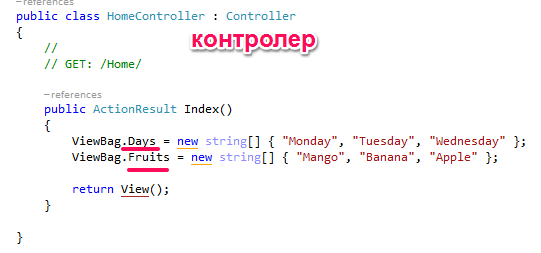 references
public class HomeController : Controller
{
контролер
//
// GET: /Home/
references
public ActionResult Index()
{
ViewBag.Days = new string[] { "Monday", "Tuesday", "Wednesday" };
ViewBag.Fruits = new string[] { "Mango", "Banana", "Apple" };
return View();
}
}